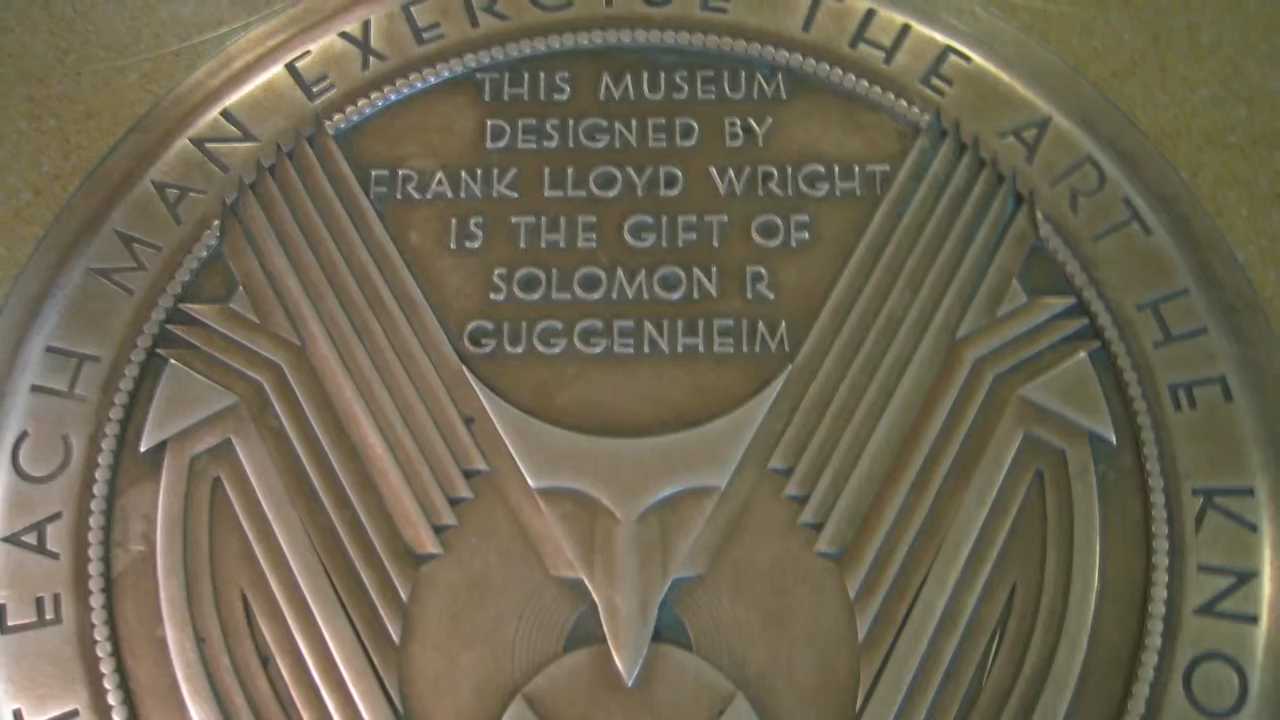 EACH MAN EXERCISE THE ART HE KNO
THIS MUSEUM
DESIGNED BY
FRANK LLOYD WRIGHT
IS THE GIFT OF
SOLOMON R
GUGGENHEIM